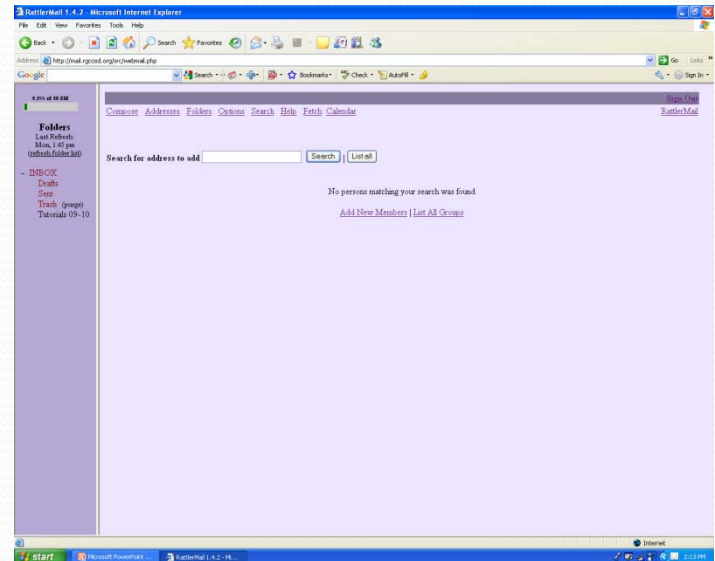 RattlerMail 1.4.2 - Microsoft Internet Explorer
File Edit View Favorites Tools Help
Back Search Favorites
Address http://mail.rgccisd.org/src/webmail.php Go Links
Google Search Bookmarks Check AutoFill Sign In
Sign Out
Compose Addresses Folders Options Search Help Fetch Calendar RattlerMail
Folders
Last Refresh:
Mon, 1:45 pm
(refresh folder list)
- INBOX
Drafts
Sent
Trash (purge)
Tutorials 09-10
Search for address to add Search | List all
No persons matching your search was found
Add New Members | List All Groups
Internet
start Microsoft PowerPoint ... RattlerMail 1.4.2 - Mi... 2:13 PM